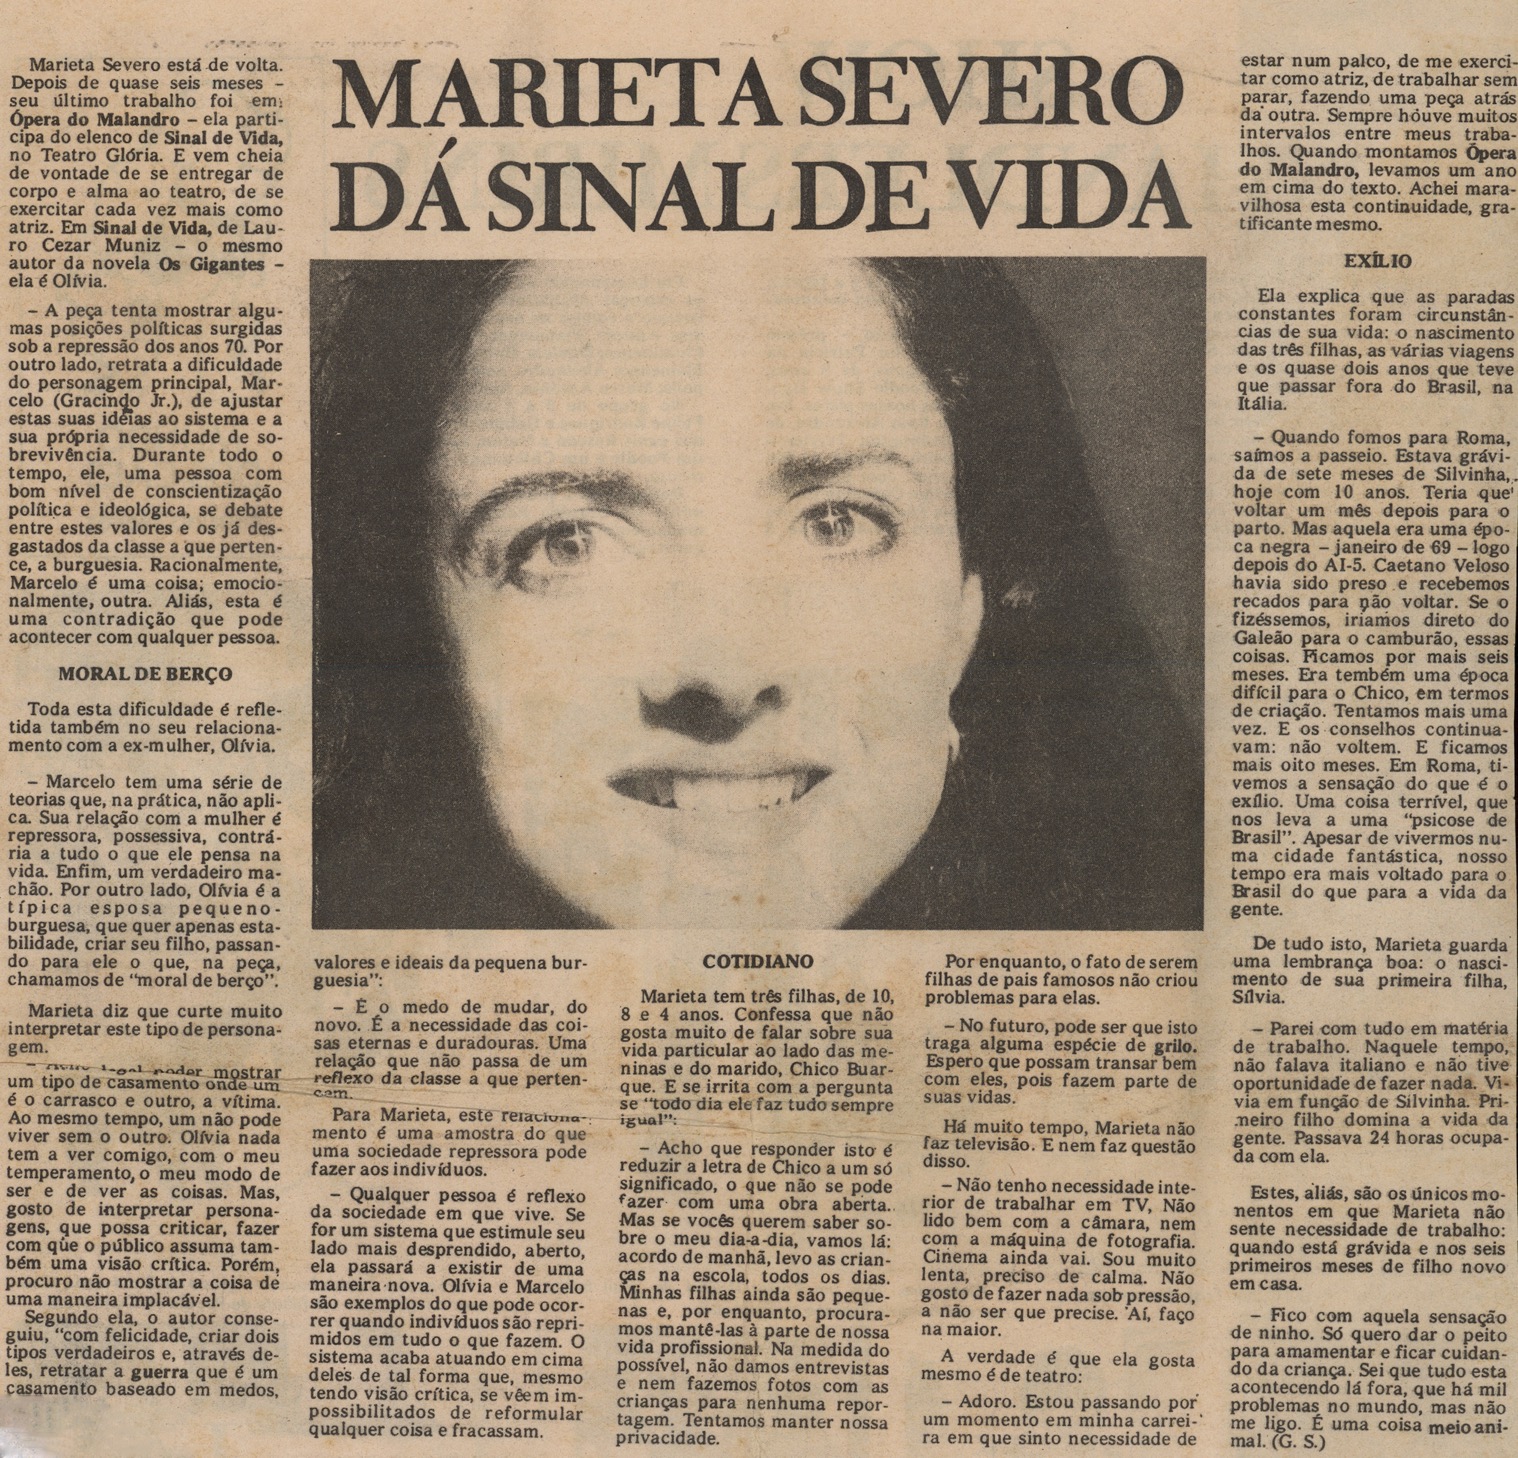 MARIETA SEVERO
DÁ SINAL DE VIDA
Marieta Severo está de volta.
Depois de quase seis meses –
seu último trabalho foi em
Ópera do Malandro – ela parti-
cipa do elenco de Sinal de Vida,
no Teatro Glória. E vem cheia
de vontade de se entregar de
corpo e alma ao teatro, de se
exercitar cada vez mais como
atriz. Em Sinal de Vida, de Lau-
ro Cezar Muniz – o mesmo
autor da novela Os Gigantes –
ela é Olívia.
– A peça tenta mostrar algu-
mas posições políticas surgidas
sob a repressão dos anos 70. Por
outro lado, retrata a dificuldade
do personagem principal, Mar-
celo (Gracindo Jr.), de ajustar
estas suas idéias ao sistema e a
sua própria necessidade de so-
brevivência. Durante todo o
tempo, ele, uma pessoa com
bom nível de conscientização
política e ideológica, se debate
entre estes valores e os já des-
gastados da classe a que perten-
ce, a burguesia. Racionalmente,
Marcelo é uma coisa; emocio-
nalmente, outra. Aliás, esta é
uma contradição que pode
acontecer com qualquer pessoa.
MORAL DE BERÇO
Toda esta dificuldade é refle-
tida também no seu relaciona-
mento com a ex-mulher, Olívia.
– Marcelo tem uma série de
teorias que, na prática, não apli-
ca. Sua relação com a mulher é
repressora, possessiva, contrá-
ria a tudo o que ele pensa na
vida. Enfim, um verdadeiro ma-
chão. Por outro lado, Olívia é a
típica esposa pequeno-
burguesa, que quer apenas esta-
bilidade, criar seu filho, passan-
do para ele o que, na peça,
chamamos de "moral de berço".
Marieta diz que curte muito
interpretar este tipo de persona-
gem.
– Acho legal poder mostrar
um tipo de casamento onde um
é o carrasco e outro, a vítima.
Ao mesmo tempo, um não pode
viver sem o outro. Olívia nada
tem a ver comigo, com o meu
temperamento, o meu modo de
ser e de ver as coisas. Mas,
gosto de interpretar persona-
gens, que possa criticar, fazer
com que o público assuma tam-
bém uma visão crítica. Porém,
procuro não mostrar a coisa de
uma maneira implacável.
Segundo ela, o autor conse-
guiu, "com felicidade, criar dois
tipos verdadeiros e, através de-
les, retratar a guerra que é um
casamento baseado em medos,
valores e ideais da pequena bur-
guesia":
– É o medo de mudar, do
novo. É a necessidade das coi-
sas eternas e duradouras. Uma
relação que não passa de um
reflexo da classe a que perten-
cem.
Para Marieta, este relaciona-
mento é uma amostra do que
uma sociedade repressora pode
fazer aos indivíduos.
– Qualquer pessoa é reflexo
da sociedade em que vive. Se
for um sistema que estimule seu
lado mais desprendido, aberto,
ela passará a existir de uma
maneira nova. Olívia e Marcelo
são exemplos do que pode ocor-
rer quando indivíduos são repri-
midos em tudo o que fazem. O
sistema acaba atuando em cima
deles de tal forma que, mesmo
tendo visão crítica, se vêem im-
possibilitados de reformular
qualquer coisa e fracassam.
COTIDIANO
Marieta tem três filhas, de 10,
8 e 4 anos. Confessa que não
gosta muito de falar sobre sua
vida particular ao lado das me-
ninas e do marido, Chico Buar-
que. E se irrita com a pergunta
se "todo dia ele faz tudo sempre
igual":
– Acho que responder isto é
reduzir a letra de Chico a um só
significado, o que não se pode
fazer com uma obra aberta.
Mas se vocês querem saber so-
bre o meu dia-a-dia, vamos lá:
acordo de manhã, levo as crian-
ças na escola, todos os dias.
Minhas filhas ainda são peque-
nas e, por enquanto, procura-
mos mantê-las à parte de nossa
vida profissional. Na medida do
possível, não damos entrevistas
e nem fazemos fotos com as
crianças para nenhuma repor-
tagem. Tentamos manter nossa
privacidade.
Por enquanto, o fato de serem
filhas de pais famosos não criou
problemas para elas.
– No futuro, pode ser que isto
traga alguma espécie de grilo.
Espero que possam transar bem
com eles, pois fazem parte de
suas vidas.
Há muito tempo, Marieta não
faz televisão. E nem faz questão
disso.
– Não tenho necessidade inte-
rior de trabalhar em TV, Não
lido bem com a câmara, nem
com a máquina de fotografia.
Cinema ainda vai. Sou muito
lenta, preciso de calma. Não
gosto de fazer nada sob pressão,
a não ser que precise. Aí, faço
na maior.
A verdade é que ela gosta
mesmo é de teatro:
– Adoro. Estou passando por
um momento em minha carrei-
ra em que sinto necessidade de
estar num palco, de me exerci-
tar como atriz, de trabalhar sem
parar, fazendo uma peça atrás
da outra. Sempre houve muitos
intervalos entre meus traba-
lhos. Quando montamos Ópera
do Malandro, levamos um ano
em cima do texto. Achei mara-
vilhosa esta continuidade, gra-
tificante mesmo.
EXÍLIO
Ela explica que as paradas
constantes foram circunstân-
cias de sua vida: o nascimento
das três filhas, as várias viagens
e os quase dois anos que teve
que passar fora do Brasil, na
Itália.
– Quando fomos para Roma,
saímos a passeio. Estava grávi-
da de sete meses de Silvinha,
hoje com 10 anos. Teria que
voltar um mês depois para o
parto. Mas aquela era uma épo-
ca negra – janeiro de 69 – logo
depois do AI-5. Caetano Veloso
havia sido preso e recebemos
recados para não voltar. Se o
fizéssemos, iríamos direto do
Galeão para o camburão, essas
coisas. Ficamos por mais seis
meses. Era tembém uma época
difícil para o Chico, em termos
de criação. Tentamos mais uma
vez. E os conselhos continua-
vam: não voltem. E ficamos
mais oito meses. Em Roma, ti-
vemos a sensação do que é o
exílio. Uma coisa terrível, que
nos leva a uma "psicose de
Brasil". Apesar de vivermos nu-
ma cidade fantástica, nosso
tempo era mais voltado para o
Brasil do que para a vida da
gente.
De tudo isto, Marieta guarda
uma lembrança boa: o nasci-
mento de sua primeira filha,
Sílvia.
– Parei com tudo em matéria
de trabalho. Naquele tempo,
não falava italiano e não tive
oportunidade de fazer nada. Vi-
via em função de Silvinha. Pri-
meiro filho domina a vida da
gente. Passava 24 horas ocupa-
da com ela.
Estes, aliás, são os únicos mo-
mentos em que Marieta não
sente necessidade de trabalho:
quando está grávida e nos seis
primeiros meses de filho novo
em casa.
– Fico com aquela sensação
de ninho. Só quero dar o peito
para amamentar e ficar cuidan-
do da criança. Sei que tudo esta
acontecendo lá fora, que há mil
problemas no mundo, mas não
me ligo. É uma coisa meio ani-
mal. (G. S.)